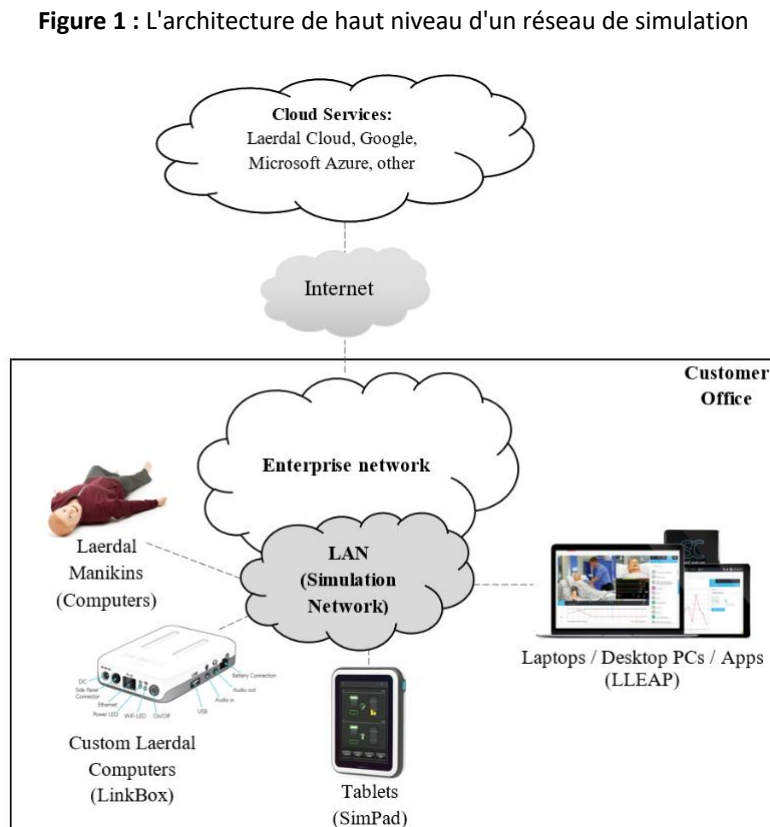 Figure 1 : L'architecture de haut niveau d'un réseau de simulation
Cloud Services:
Laerdal Cloud, Google,
Microsoft Azure, other
Internet
Customer
Office
Enterprise network
LAN
(Simulation
Network)
Laerdal
Manikins
(Computers)
Laptops / Desktop PCs / Apps
(LLEAP)
DC
Side Panel
Connector
Ethernet
Power LED
Wifi LED
On/Off
USB
Audio in
Audio out
Battery Connection
Custom Laerdal
Computers
(LinkBox)
Tablets
(SimPad)